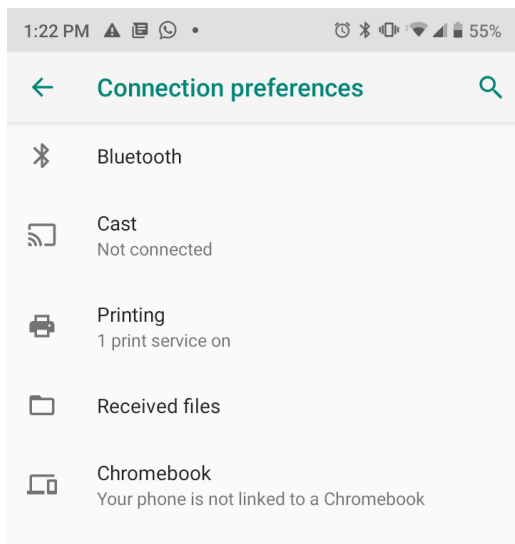 1:22 PM 55%
Connection preferences
Bluetooth
Cast
Not connected
Printing
1 print service on
Received files
Chromebook
Your phone is not linked to a Chromebook